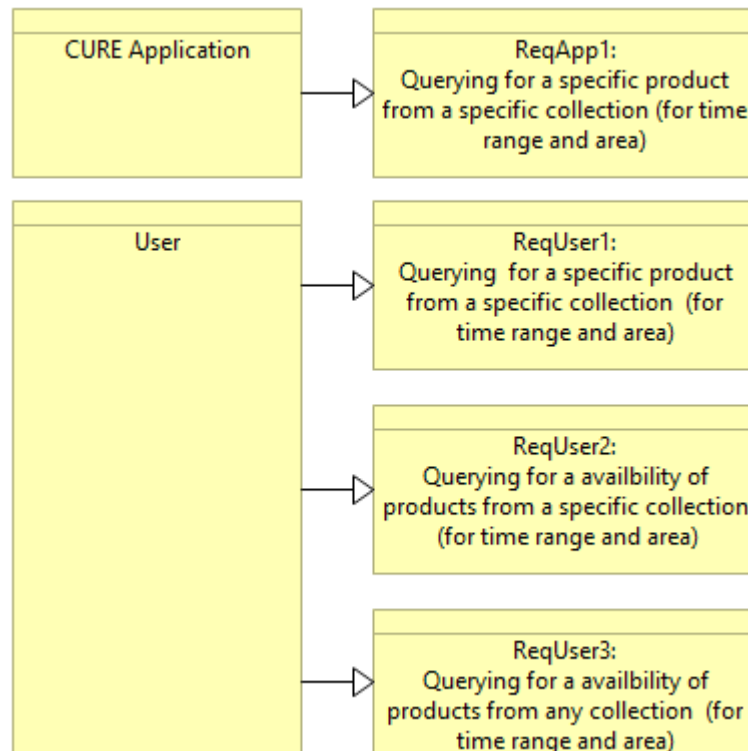 CURE Application
ReqApp1:
Querying for a specific product
from a specific collection (for time
range and area)
User
ReqUser1:
Querying for a specific product
from a specific collection (for
time range and area)
ReqUser2:
Querying for a availbility of
products from a specific collection
(for time range and area)
ReqUser3:
Querying for a availbility of
products from any collection (for
time range and area)